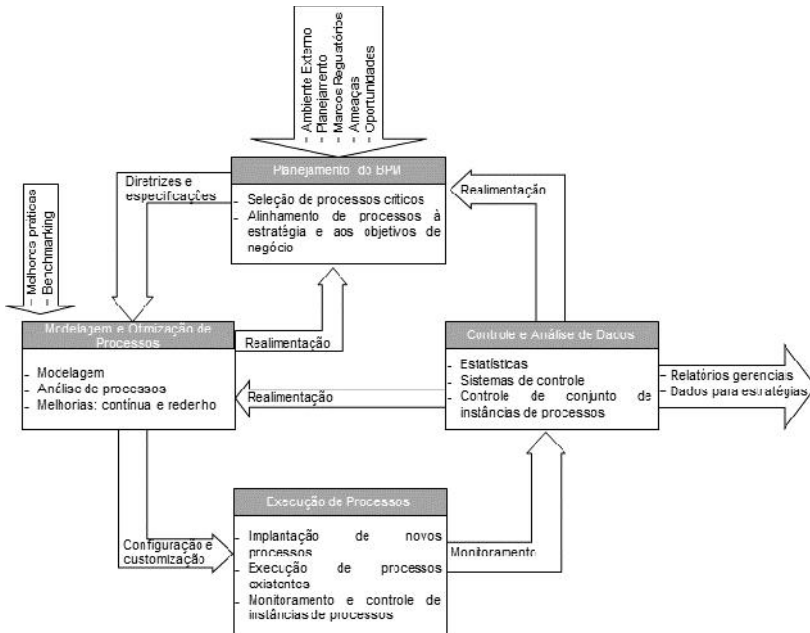 - Ambiente Externo
- Planejamento
- Marcos Reguatórios
- Ameaças
- Oportunidades
Planejamento do BPM
- Seleção de processos críticos
- Alinhamento de processos à
estratégia e aos objetivos de
negócio
Diretrizes e
especificações
Realimentação
- Melhores práticas
- Benchmarking
Modelagem e Otimização de
Processos
- Modelagem
- Análise de processos
- Melhorias: contínua e redenho
Realimentação
Realimentação
Controle e Análise de Dados
- Estatísticas
- Sistemas de controle
- Controle de conjunto de
instâncias de processos
- Relatórios gerenciais
- Dados para estratégias
Execução de Processos
- Implantação de novos
processos
- Execução de processos
existentes
- Monitoramento e controle de
instâncias de processos
Configuração e
customização
Monitoramento